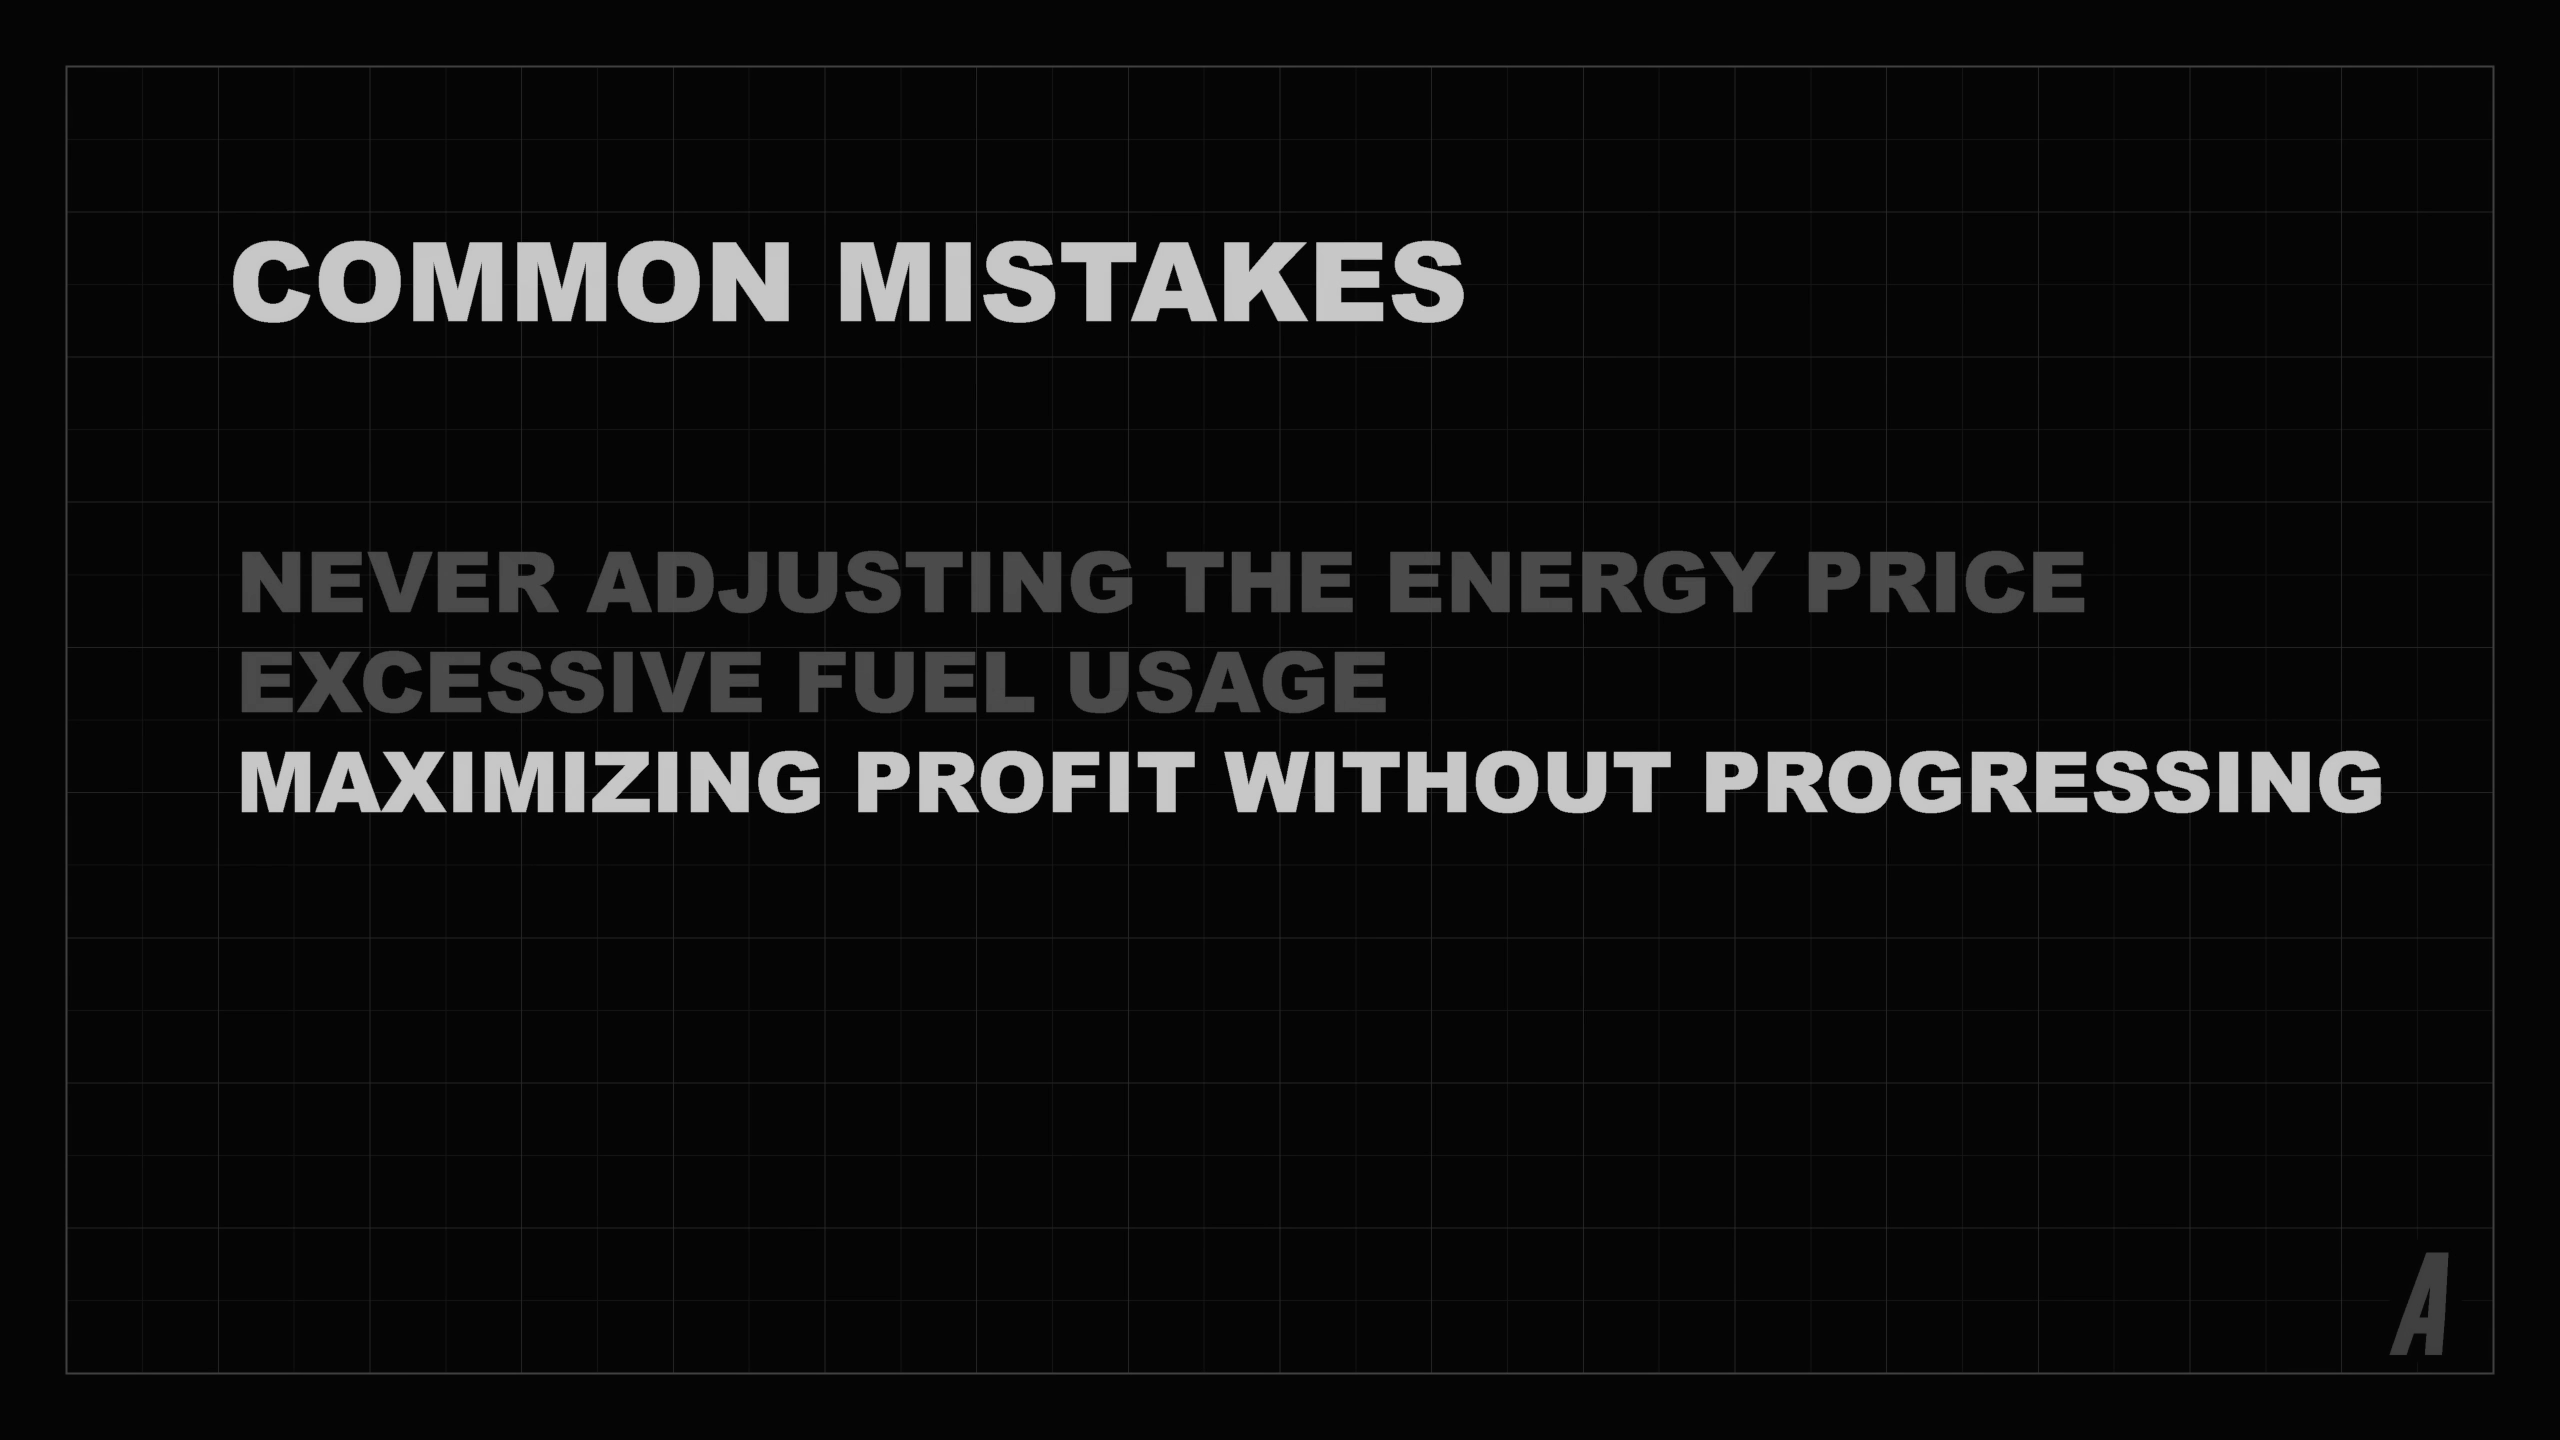 COMMON MISTAKES
NEVER ADJUSTING THE ENERGY PRICE
EXCESSIVE FUEL USAGE
MAXIMIZING PROFIT WITHOUT PROGRESSING
A